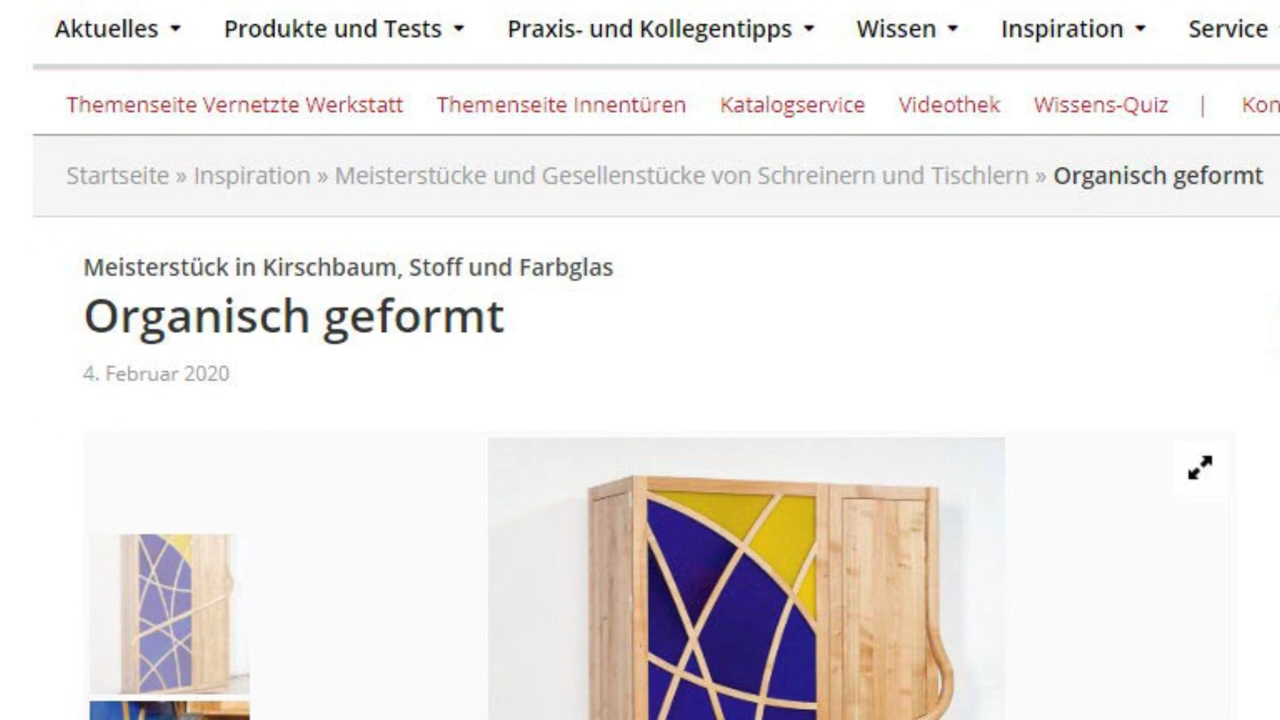 Aktuelles Produkte und Tests Praxis- und Kollegentipps Wissen Inspiration Service
Themenseite Vernetzte Werkstatt Themenseite Innentüren Katalogservice Videothek Wissens-Quiz |
Startseite » Inspiration » Meisterstücke und Gesellenstücke von Schreinern und Tischlern » Organisch geformt
Meisterstück in Kirschbaum, Stoff und Farbglas
Organisch geformt
4. Februar 2020